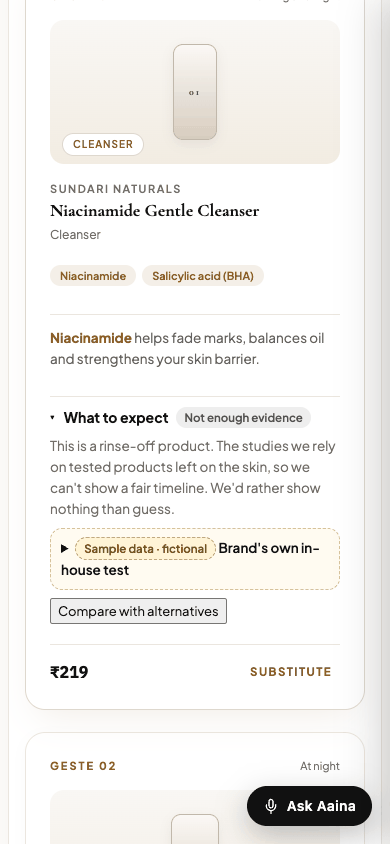 01
CLEANSER
SUNDARI NATURALS
Niacinamide Gentle Cleanser
Cleanser
Niacinamide
Salicylic acid (BHA)
Niacinamide helps fade marks, balances oil
and strengthens your skin barrier.
What to expect Not enough evidence
This is a rinse-off product. The studies we rely
on tested products left on the skin, so we
can't show a fair timeline. We'd rather show
nothing than guess.
Sample data · fictional Brand's own in-
house test
Compare with alternatives
₹219 SUBSTITUTE
GESTE 02 At night
Ask Aaina